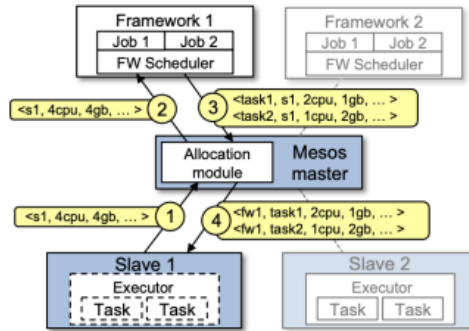 Framework 1
Job 1 Job 2
FW Scheduler
Framework 2
Job 1 Job 2
FW Scheduler
<s1, 4cpu, 4gb, … >
2
3
<task1, s1, 2cpu, 1gb, … >
<task2, s1, 1cpu, 2gb, … >
Allocation
module
Mesos
master
<s1, 4cpu, 4gb, … >
1
4
<fw1, task1, 2cpu, 1gb, … >
<fw1, task2, 1cpu, 2gb, … >
Slave 1
Executor
Task Task
Slave 2
Executor
Task Task